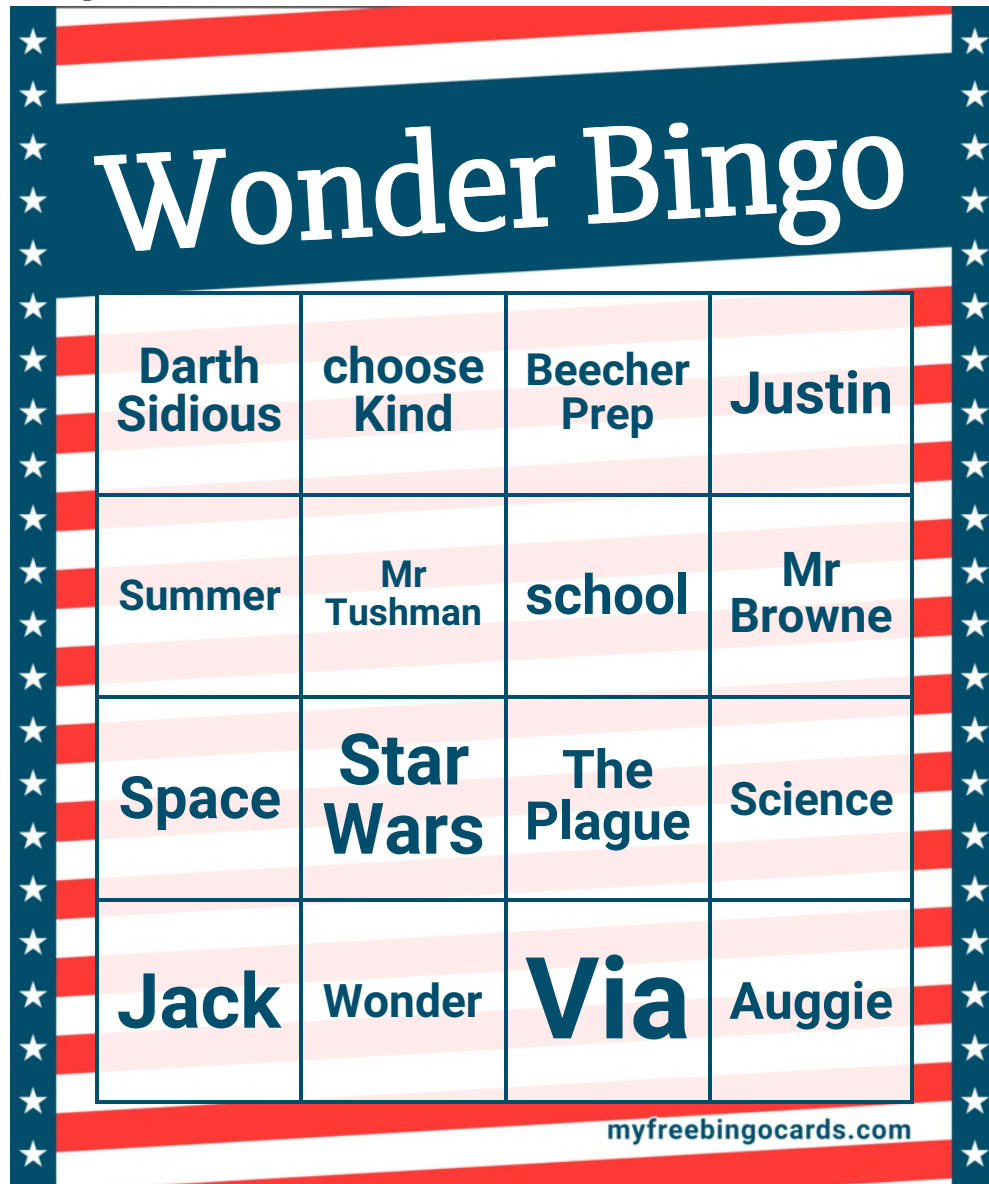 Wonder Bingo
Darth
Sidious
choose
Kind
Beecher
Prep
Justin
Summer
Mr
Tushman
school
Mr
Browne
Space
Star
Wars
The
Plague
Science
Jack
Wonder
Via
Auggie
myfreebingocards.com